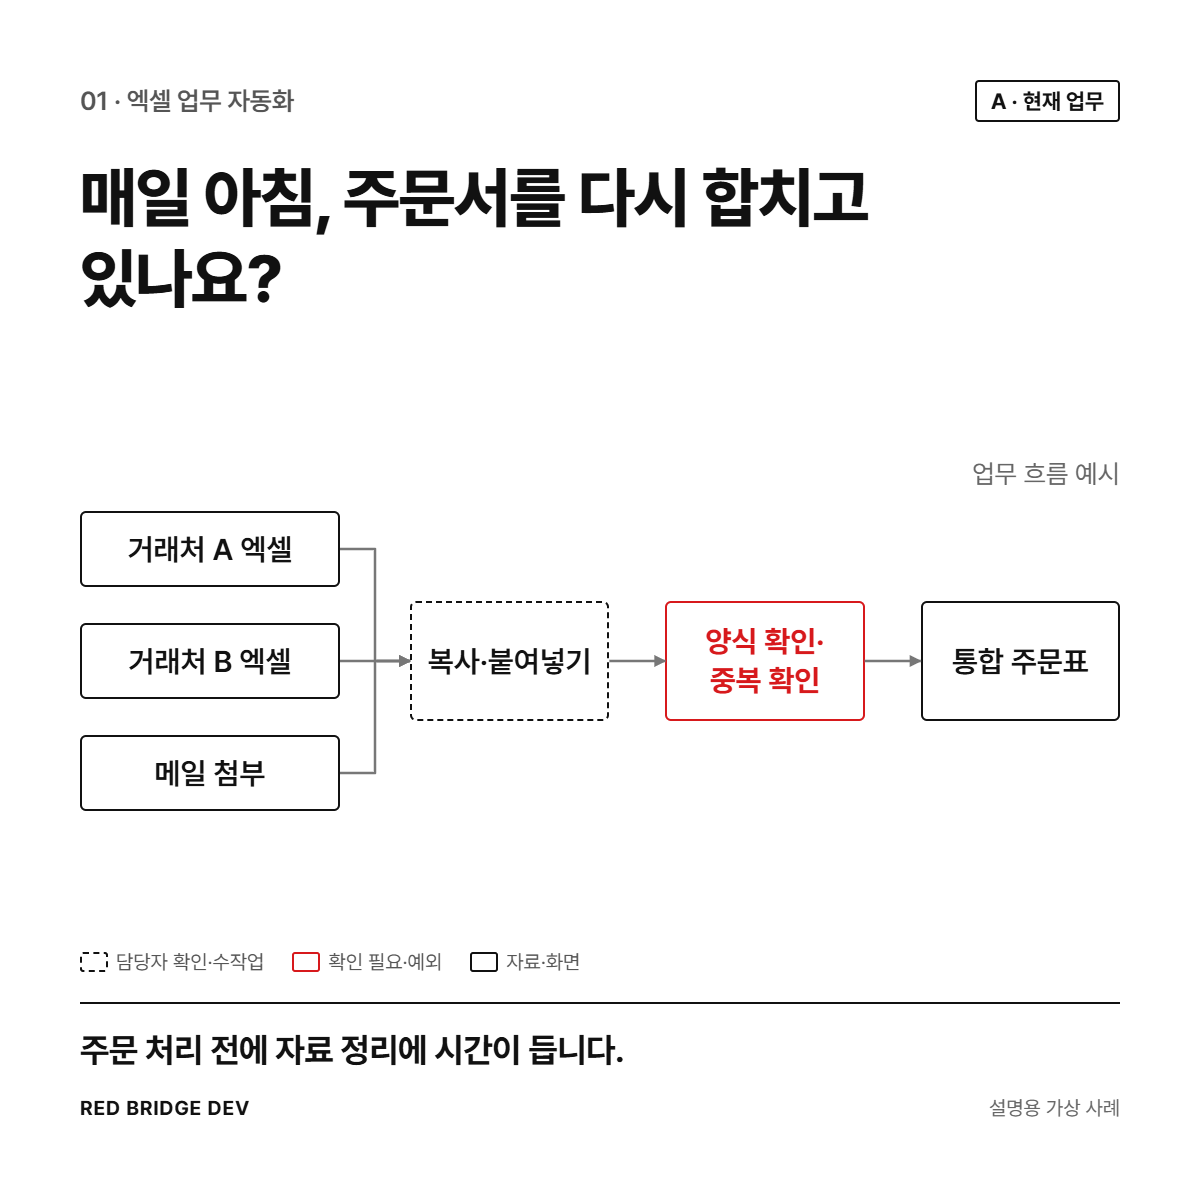 01 · 엑셀 업무 자동화
A · 현재 업무
매일 아침, 주문서를 다시 합치고
있나요?
업무 흐름 예시
거래처 A 엑셀
거래처 B 엑셀
메일 첨부
복사·붙여넣기
양식 확인·
중복 확인
통합 주문표
담당자 확인·수작업
확인 필요·예외
자료·화면
주문 처리 전에 자료 정리에 시간이 듭니다.
RED BRIDGE DEV
설명용 가상 사례